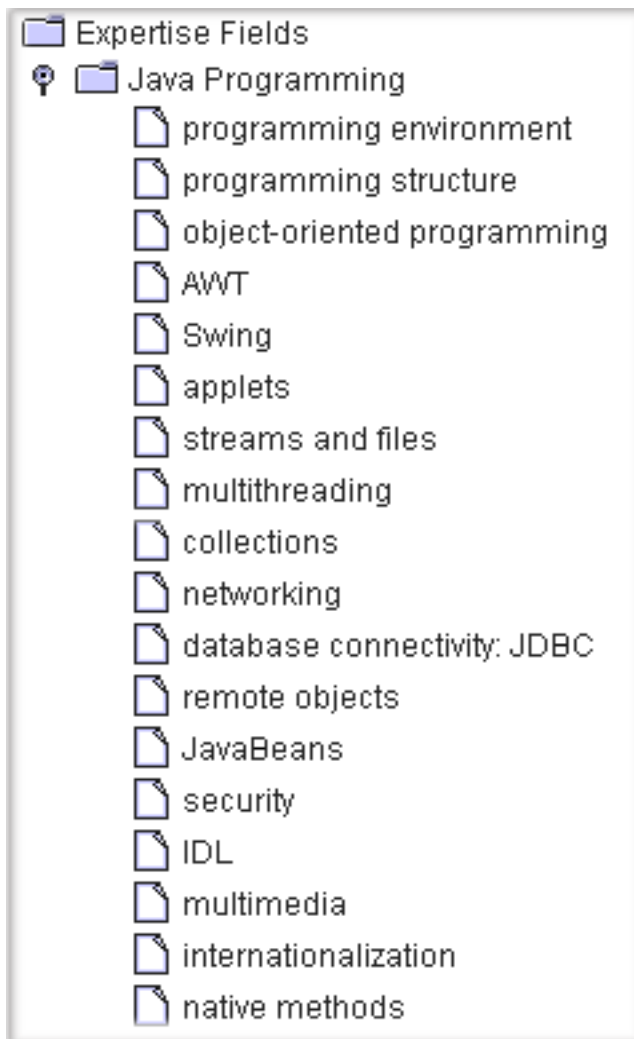 Expertise Fields
Java Programming
programming environment
programming structure
object-oriented programming
AWT
Swing
applets
streams and files
multithreading
collections
networking
database connectivity: JDBC
remote objects
JavaBeans
security
IDL
multimedia
internationalization
native methods